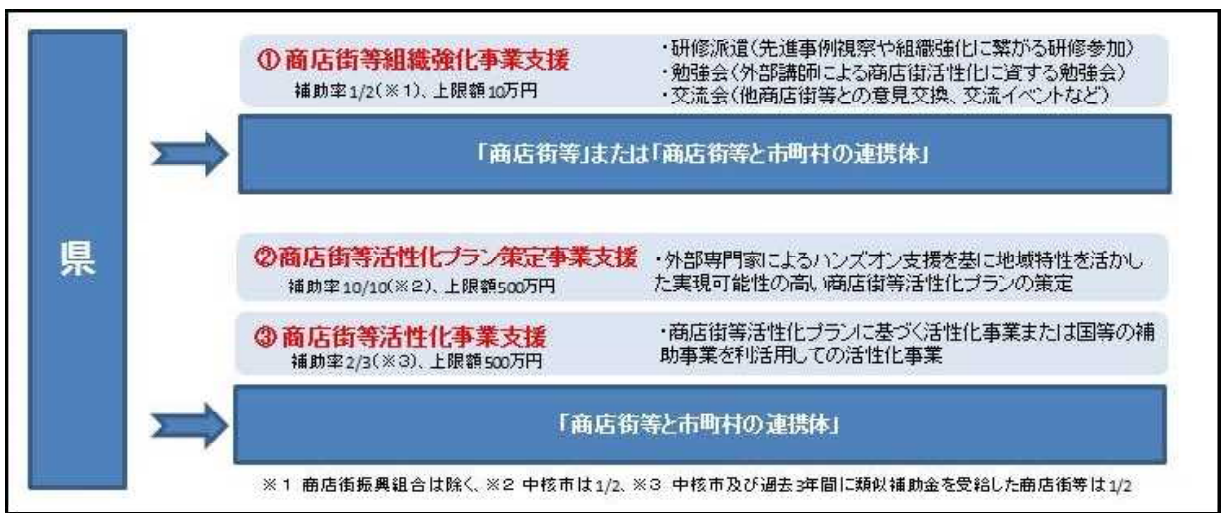 県
①商店街等組織強化事業支援
補助率1/2(※1)、上限額10万円
・研修派遣(先進事例視察や組織強化に繋がる研修参加)
・勉強会(外部講師による商店街活性化に資する勉強会)
・交流会(他商店街等との意見交換、交流イベントなど)
「商店街等」または「商店街等と市町村の連携体」
②商店街等活性化プラン策定事業支援
補助率10/10(※2)、上限額500万円
・外部専門家によるハンズオン支援を基に地域特性を活かし
た実現可能性の高い商店街等活性化プランの策定
③商店街等活性化事業支援
補助率2/3(※3)、上限額500万円
・商店街等活性化プランに基づく活性化事業または国等の補
助事業を利活用しての活性化事業
「商店街等と市町村の連携体」
※1 商店街振興組合は除く、※2 中核市は1/2、※3 中核市及び過去3年間に類似補助金を受給した商店街等は1/2